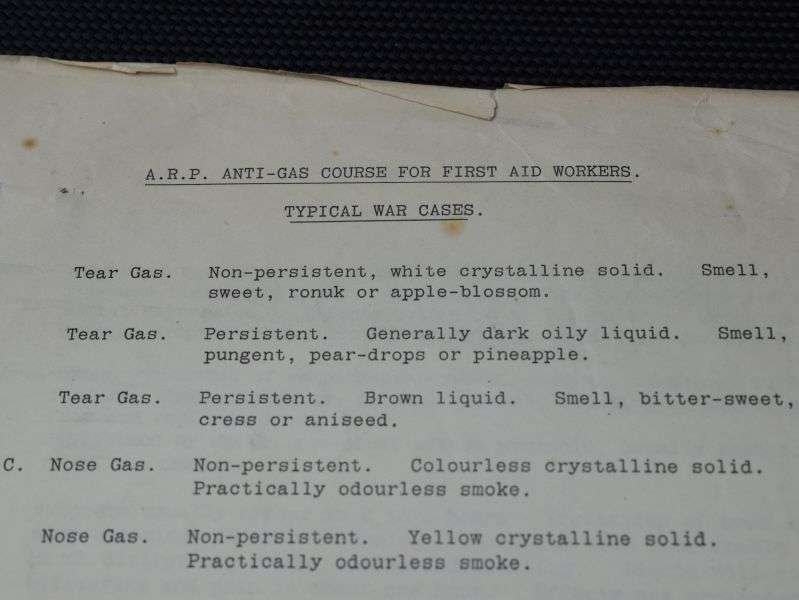 A.R.P. ANTI-GAS COURSE FOR FIRST AID WORKERS.
TYPICAL WAR CASES.
Tear Gas. Non-persistent, white crystalline solid. Smell,
sweet, ronuk or apple-blossom.
Tear Gas. Persistent. Generally dark oily liquid. Smell,
pungent, pear-drops or pineapple.
Tear Gas. Persistent. Brown liquid. Smell, bitter-sweet,
cress or aniseed.
C. Nose Gas. Non-persistent. Colourless crystalline solid.
Practically odourless smoke.
Nose Gas. Non-persistent. Yellow crystalline solid.
Practically odourless smoke.